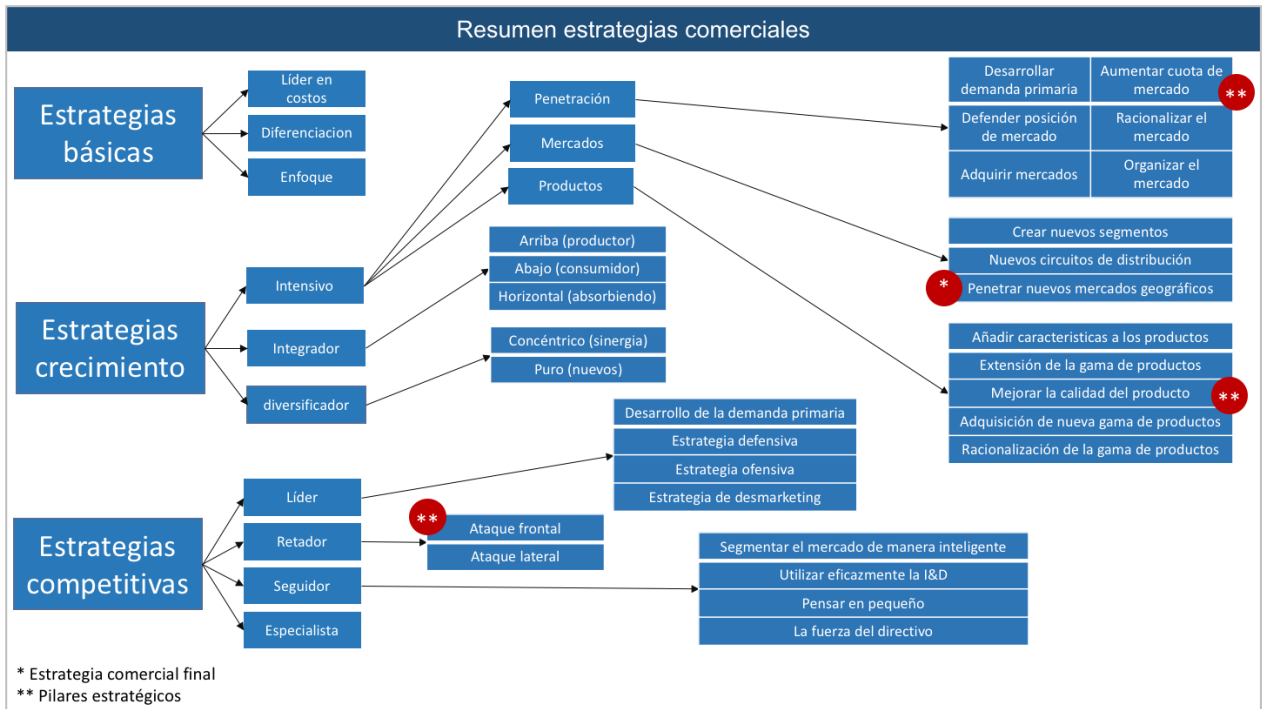 Resumen estrategias comerciales
Estrategias
básicas
Líder en
costos
Diferenciacion
Enfoque
Penetración
Mercados
Productos
Desarrollar
demanda primaria
Aumentar cuota de
mercado
**
Defender posición
de mercado
Racionalizar el
mercado
Adquirir mercados
Organizar el
mercado
Crear nuevos segmentos
Nuevos circuitos de distribución
*
Penetrar nuevos mercados geográficos
Estrategias
crecimiento
Intensivo
Integrador
diversificador
Arriba (productor)
Abajo (consumidor)
Horizontal (absorbiendo)
Concéntrico (sinergia)
Puro (nuevos)
Añadir caracteristicas a los productos
Extensión de la gama de productos
Mejorar la calidad del producto
**
Adquisición de nueva gama de productos
Racionalización de la gama de productos
Estrategias
competitivas
Líder
Retador
Seguidor
Especialista
Desarrollo de la demanda primaria
Estrategia defensiva
Estrategia ofensiva
Estrategia de desmarketing
**
Ataque frontal
Ataque lateral
Segmentar el mercado de manera inteligente
Utilizar eficazmente la I&D
Pensar en pequeño
La fuerza del directivo
* Estrategia comercial final
** Pilares estratégicos